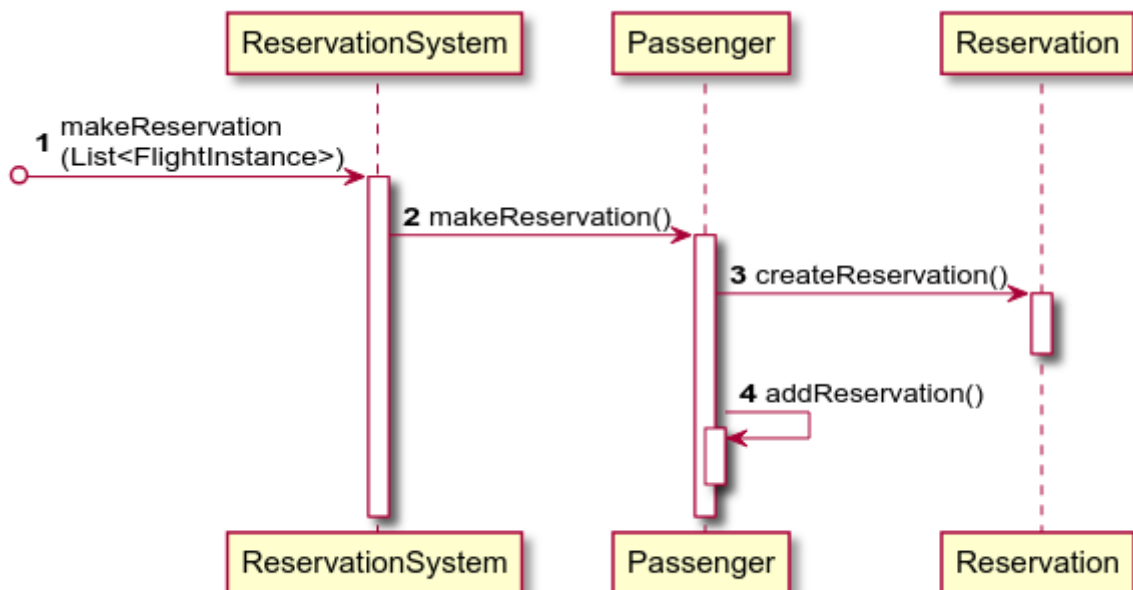 ReservationSystem
Passenger
Reservation
1 makeReservation
(List<FlightInstance>)
2 makeReservation()
3 createReservation()
4 addReservation()
ReservationSystem
Passenger
Reservation